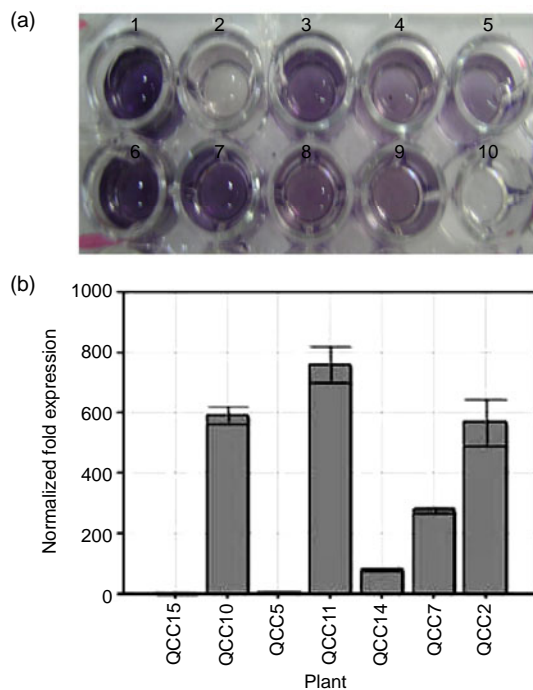 (a)
1 2 3 4 5
6 7 8 9 10
(b)
1000
800
600
400
200
0
Normalized fold expression
QCC15 QCC10 QCC5 QCC11 QCC14 QCC7 QCC2
Plant